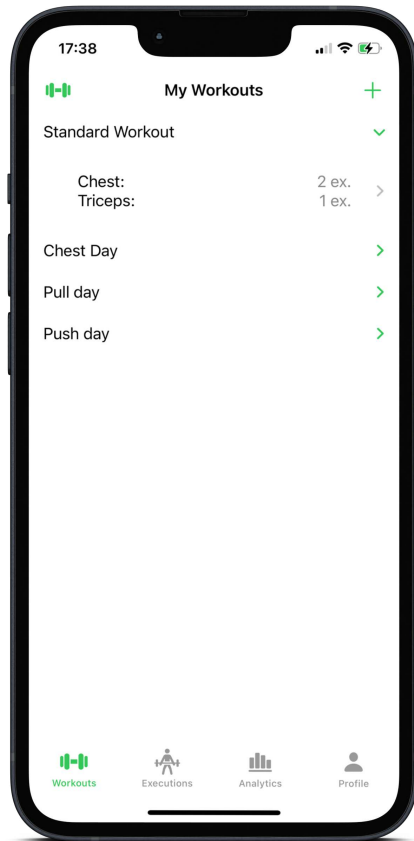 17:38
My Workouts
Standard Workout
Chest: 2 ex.
Triceps: 1 ex.
Chest Day
Pull day
Push day
Workouts Executions Analytics Profile